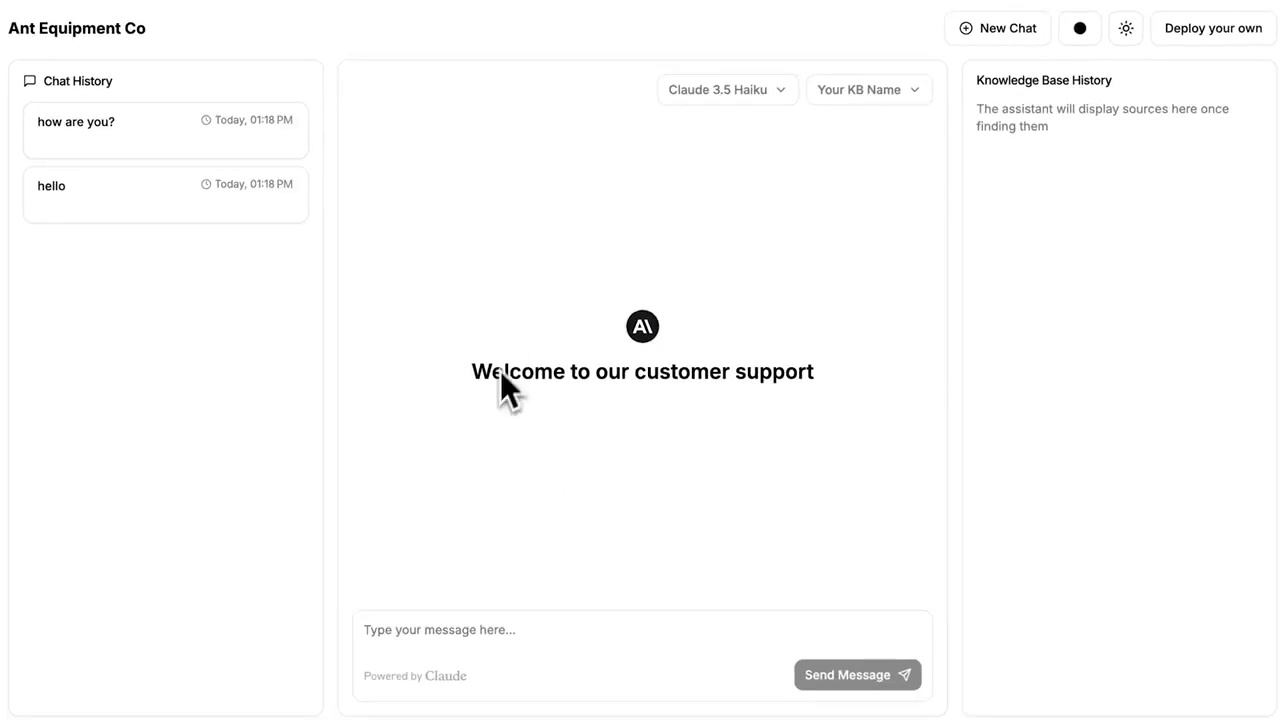 Ant Equipment Co
New Chat
Deploy your own
Chat History
how are you?
Today, 01:18 PM
hello
Today, 01:18 PM
Claude 3.5 Haiku
Your KB Name
Welcome to our customer support
Type your message here...
Powered by Claude
Send Message
Knowledge Base History
The assistant will display sources here once
finding them